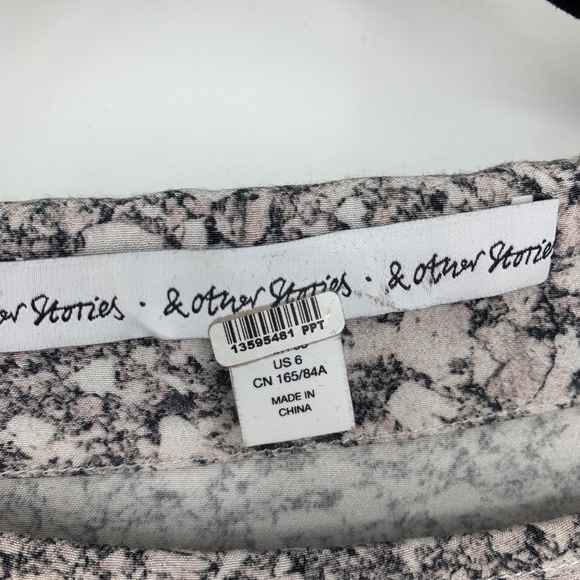 er Stories · & Other Stories · & Other Stories
13595481 PPT
US 6
CN 165/84A
MADE IN
CHINA